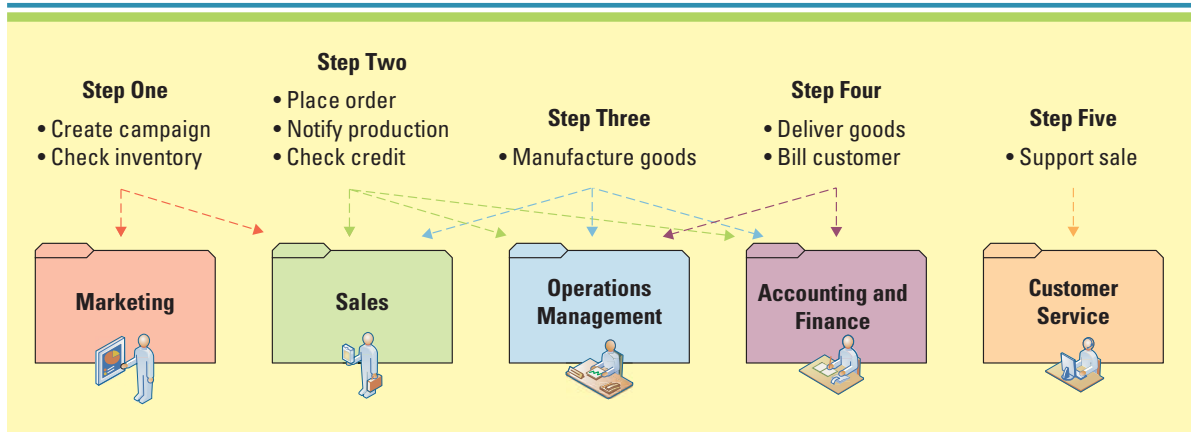 Step One
• Create campaign
• Check inventory
Step Two
• Place order
• Notify production
• Check credit
Step Three
• Manufacture goods
Step Four
• Deliver goods
• Bill customer
Step Five
• Support sale
Marketing
Sales
Operations
Management
Accounting and
Finance
Customer
Service